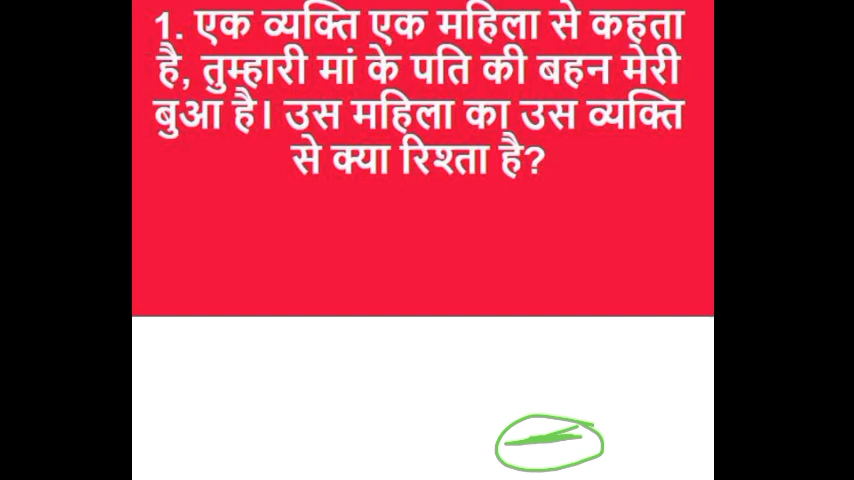 1. एक व्यक्ति एक महिला से कहता
है, तुम्हारी मां के पति की बहन मेरी
बुआ है। उस महिला का उस व्यक्ति
से क्या रिश्ता है?